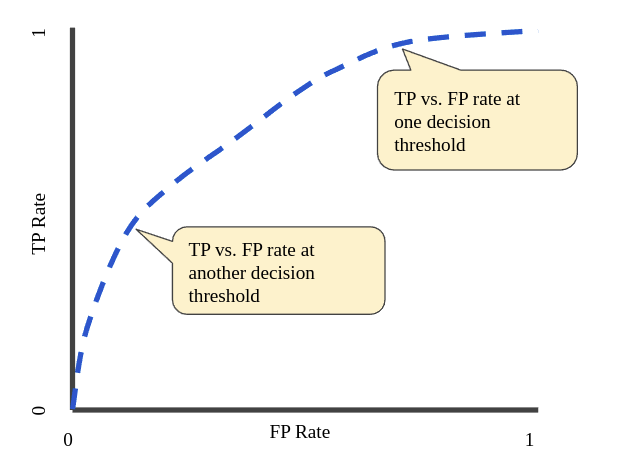 1
TP vs. FP rate at
one decision
threshold
TP Rate
TP vs. FP rate at
another decision
threshold
0
0
FP Rate
1